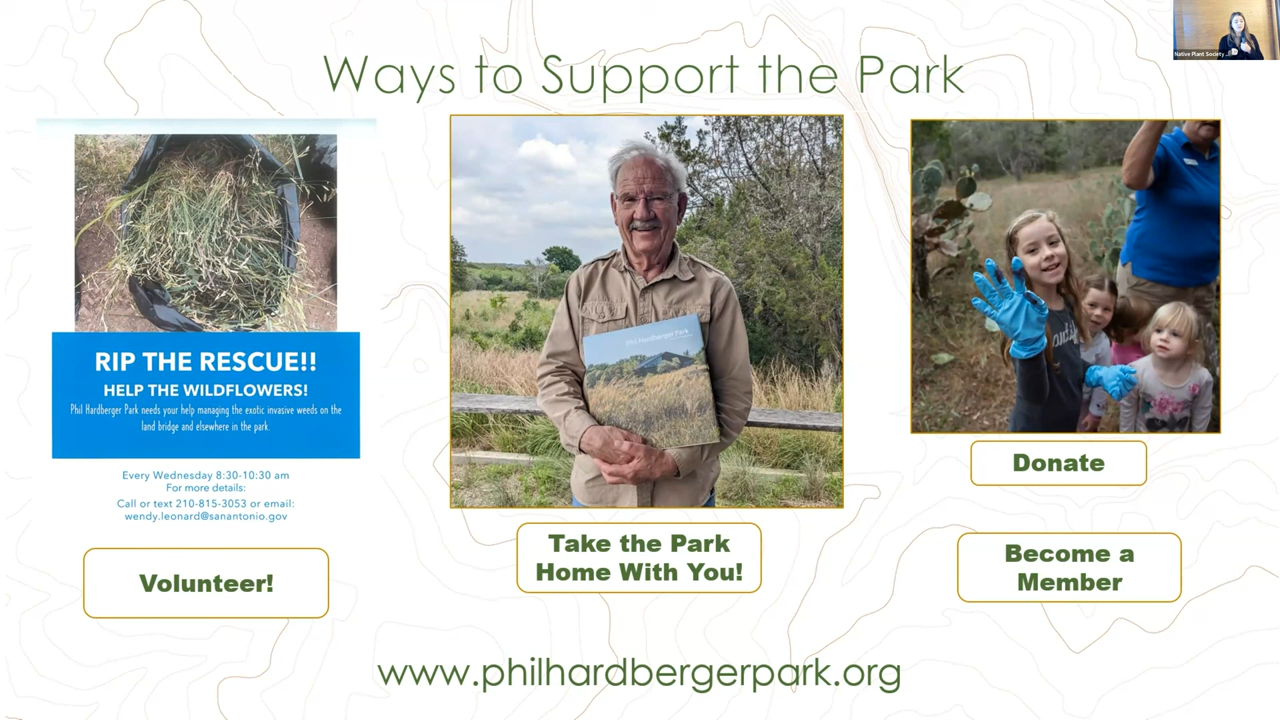 Native Plant Society ...
Ways to Support the Park
RIP THE RESCUE!!
HELP THE WILDFLOWERS!
Phil Hardberger Park needs your help managing the exotic invasive weeds on the
land bridge and elsewhere in the park.
Every Wednesday 8:30-10:30 am
For more details:
Call or text 210-815-3053 or email:
wendy.leonard@sanantonio.gov
Volunteer!
Phil Hardberger Park
Take the Park
Home With You!
Donate
Become a
Member
www.philhardbergerpark.org